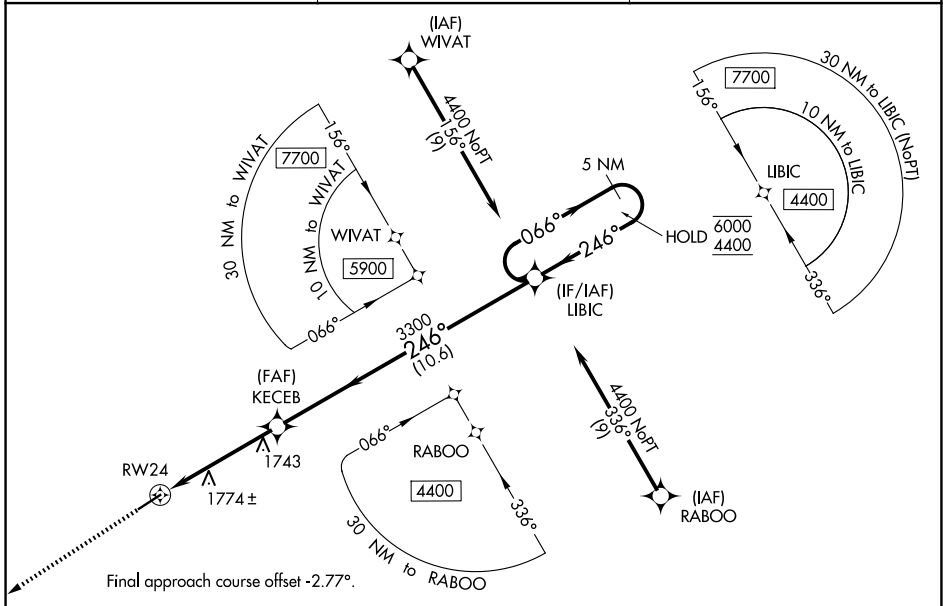 (IAF)
WIVAT
4400 NoPT
156°
(9)
30 NM to WIVAT
7700
156°
10 NM to WIVAT
WIVAT
5900
066°
7700
156°
30 NM to LIBIC (NoPT)
10 NM to LIBIC
LIBIC
4400
336°
5 NM
066°
246°
HOLD
6000
4400
(IF/IAF)
LIBIC
3300
246°
(10.6)
(FAF)
KECEB
1743
RW24
1774±
066°
RABOO
4400
336°
30 NM to RABOO
4400 NoPT
336°
(9)
(IAF)
RABOO
Final approach course offset -2.77°.